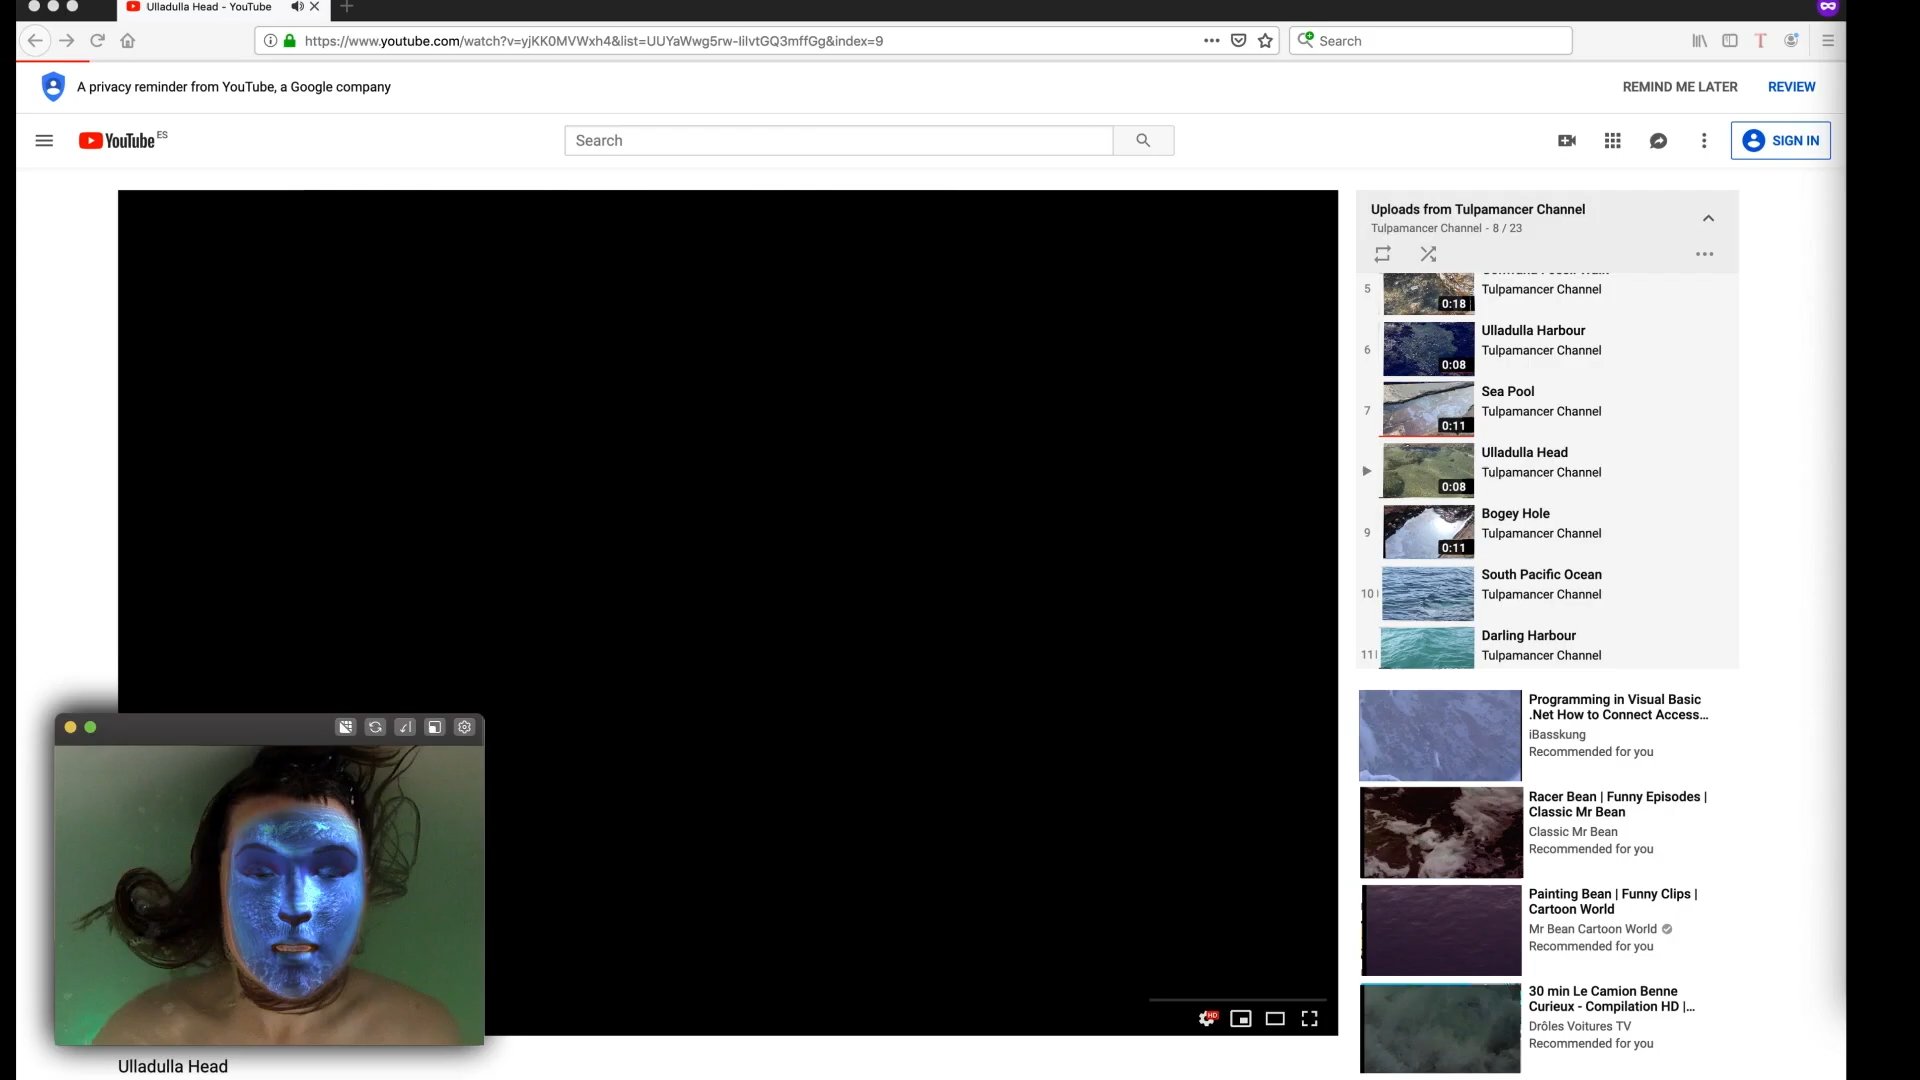 Ulladulla Head - YouTube
https://www.youtube.com/watch?v=yjKK0MVWxh4&list=UUYaWwg5rw-IiIvtGQ3mffGg&index=9
Search
A privacy reminder from YouTube, a Google company
REMIND ME LATER
REVIEW
YouTube ES
Search
SIGN IN
Uploads from Tulpamancer Channel
Tulpamancer Channel - 8 / 23
5
0:18
Tulpamancer Channel
6
0:08
Ulladulla Harbour
Tulpamancer Channel
7
0:11
Sea Pool
Tulpamancer Channel
0:08
Ulladulla Head
Tulpamancer Channel
9
0:11
Bogey Hole
Tulpamancer Channel
10
South Pacific Ocean
Tulpamancer Channel
11
Darling Harbour
Tulpamancer Channel
Programming in Visual Basic
.Net How to Connect Access...
iBasskung
Recommended for you
Racer Bean | Funny Episodes |
Classic Mr Bean
Classic Mr Bean
Recommended for you
Painting Bean | Funny Clips |
Cartoon World
Mr Bean Cartoon World
Recommended for you
30 min Le Camion Benne
Curieux - Compilation HD |...
Drôles Voitures TV
Recommended for you
HD
Ulladulla Head